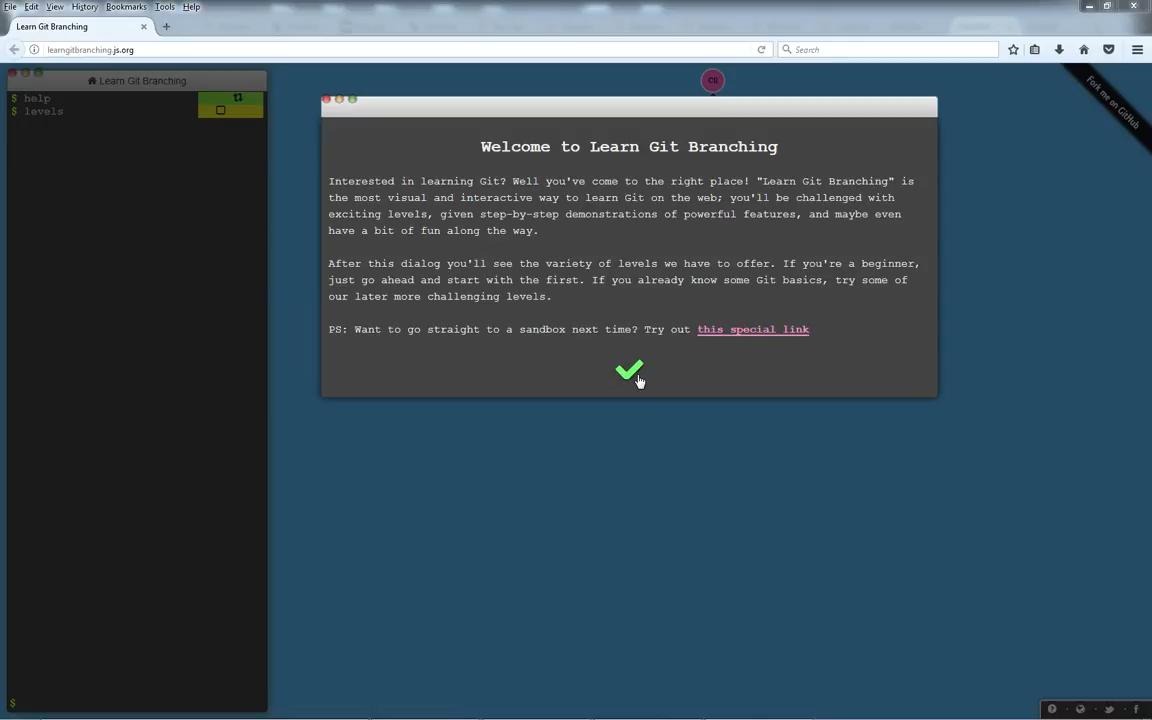 File Edit View History Bookmarks Tools Help
Learn Git Branching
learngitbranching.js.org
Search
Learn Git Branching
$ help
$ levels
$
Fork me on GitHub
Welcome to Learn Git Branching
Interested in learning Git? Well you've come to the right place! "Learn Git Branching" is
the most visual and interactive way to learn Git on the web; you'll be challenged with
exciting levels, given step-by-step demonstrations of powerful features, and maybe even
have a bit of fun along the way.
After this dialog you'll see the variety of levels we have to offer. If you're a beginner,
just go ahead and start with the first. If you already know some Git basics, try some of
our later more challenging levels.
PS: Want to go straight to a sandbox next time? Try out this special link